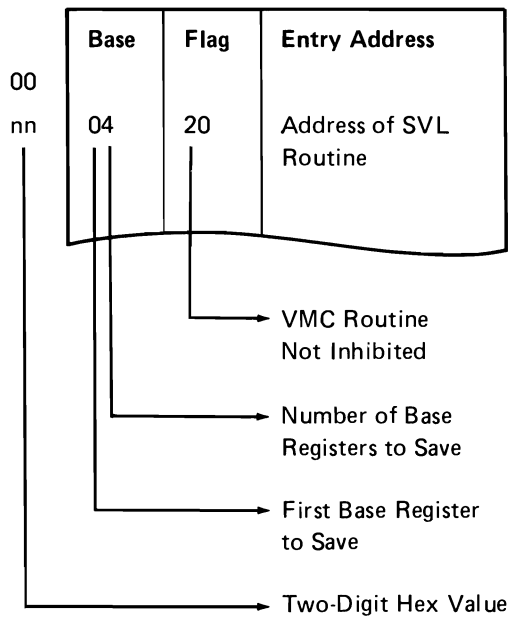 Base Flag Entry Address
00
nn 04 20 Address of SVL
Routine
VMC Routine
Not Inhibited
Number of Base
Registers to Save
First Base Register
to Save
Two-Digit Hex Value